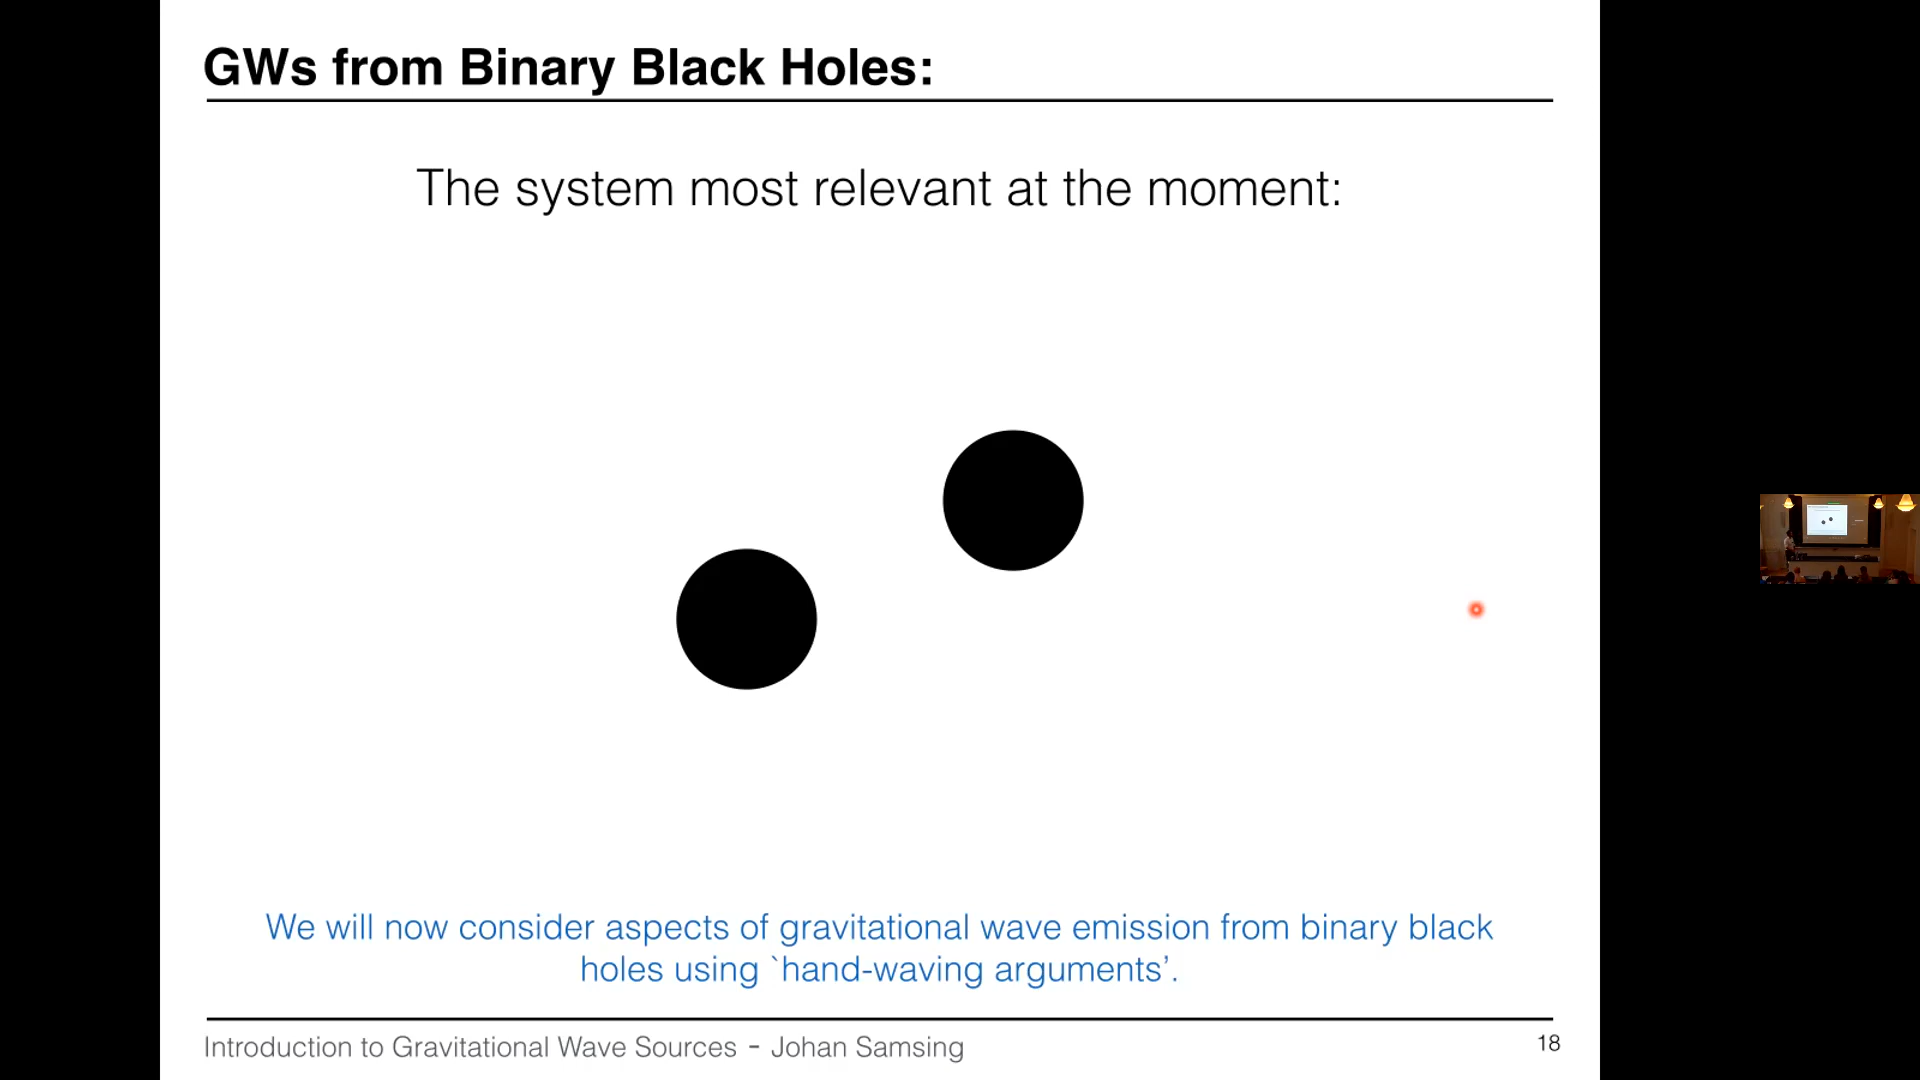 GWs from Binary Black Holes:
The system most relevant at the moment:
We will now consider aspects of gravitational wave emission from binary black
holes using `hand-waving arguments’.
Introduction to Gravitational Wave Sources - Johan Samsing
18